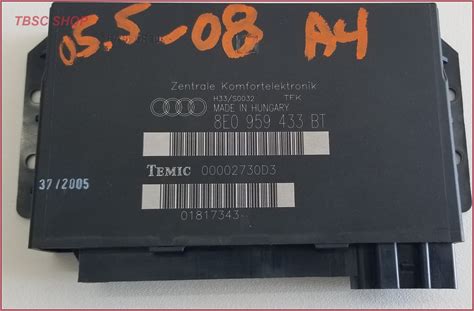 TBSC SHOP
05.5-08 A4
Zentrale Komfortelektronik
H33/S0032 TEK
MADE IN HUNGARY
8E0 959 433 BT
TEMIC 00002730D3
37/2005
01817343